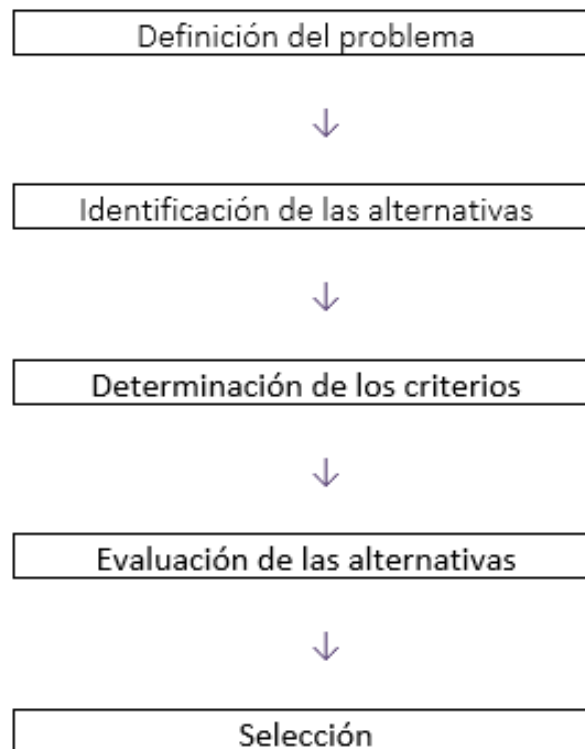 Definición del problema
Identificación de las alternativas
Determinación de los criterios
Evaluación de las alternativas
Selección